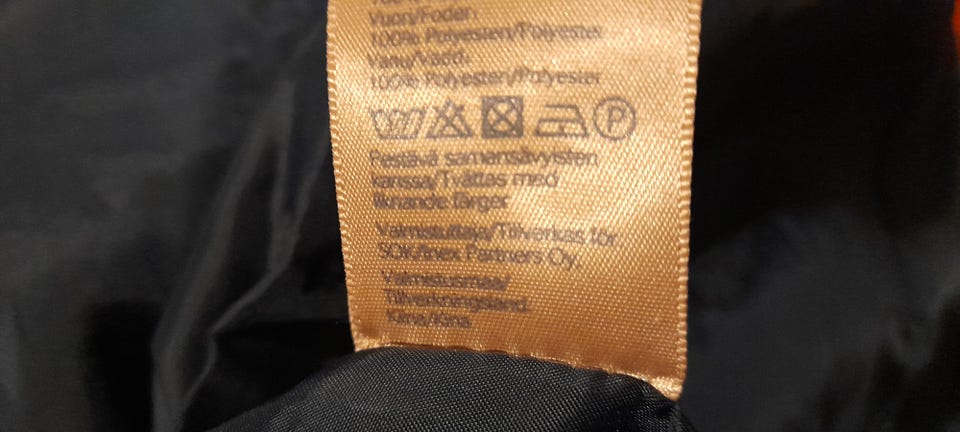 Vuori/Foder:
100% Polyesteri/Polyester
Vanu/Vadd:
100% Polyesteri/Polyester
P
Pestävä samansävyisten
kanssa/Tvättas med
liknande färger
Valmistuttaja/Tillverkas för
SOK/Inex Partners Oy,
Valmistusmaa/
Tillverkningsland:
Kiina/Kina